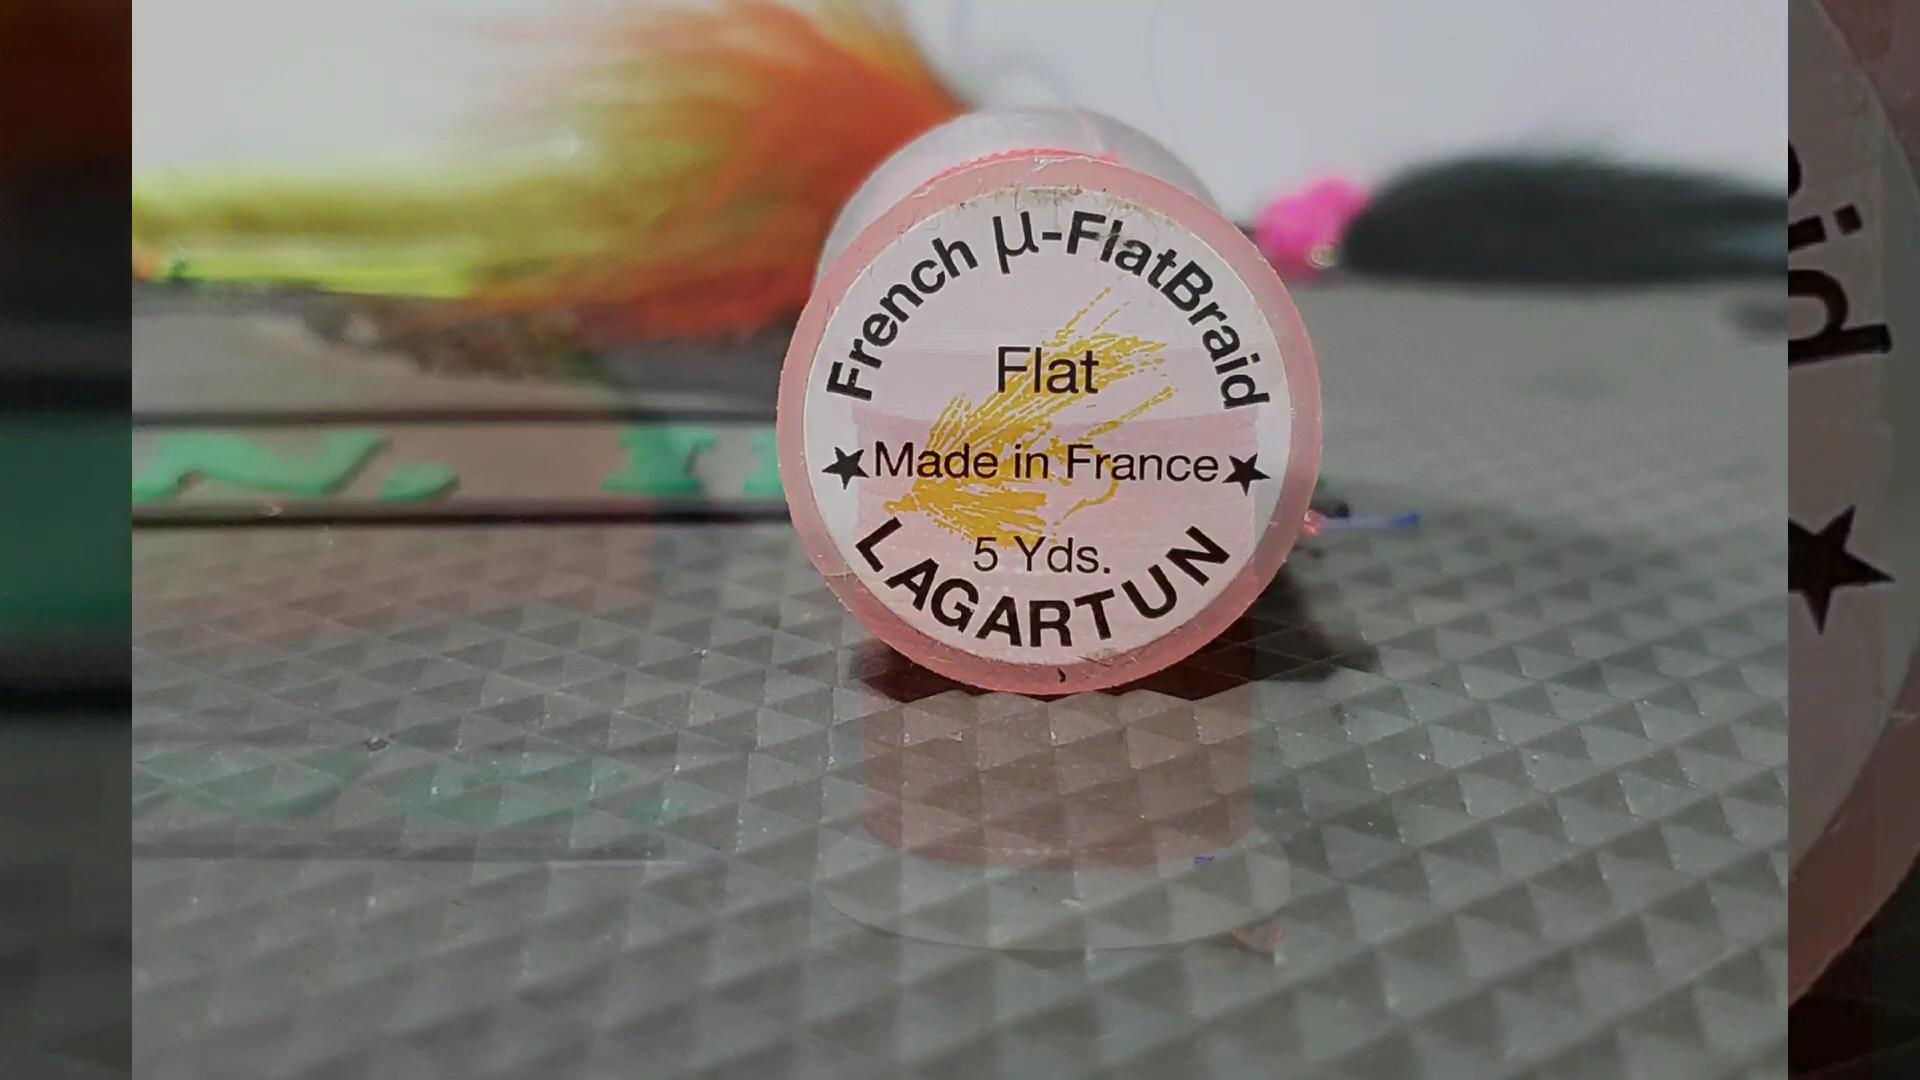 French µ-FlatBraid
Flat
★Made in France★
5 Yds.
LAGARTUN